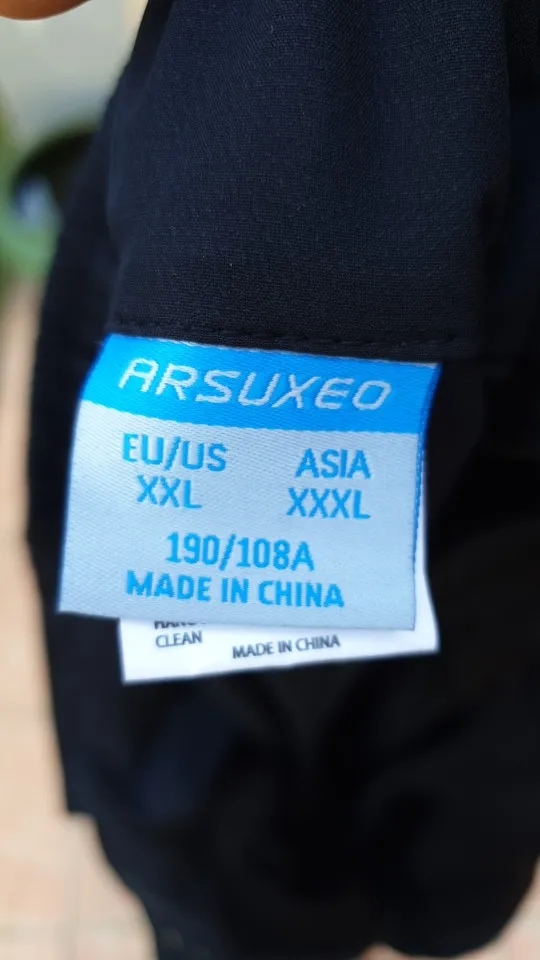 ARSUXEO
EU/US ASIA
XXL XXXL
190/108A
MADE IN CHINA
CLEAN MADE IN CHINA